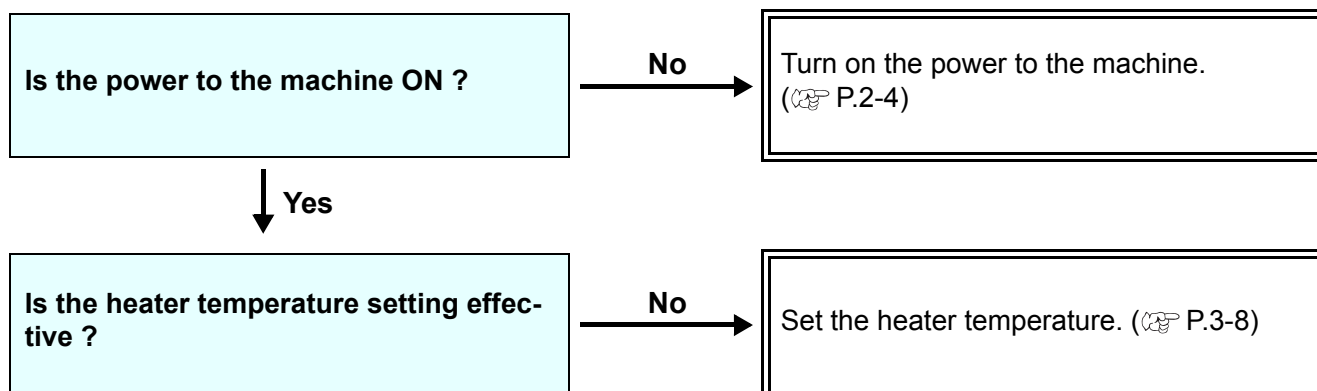 Is the power to the machine ON ?
No
Turn on the power to the machine.
(☞ P.2-4)
Yes
Is the heater temperature setting effec-
tive ?
No
Set the heater temperature. (☞ P.3-8)